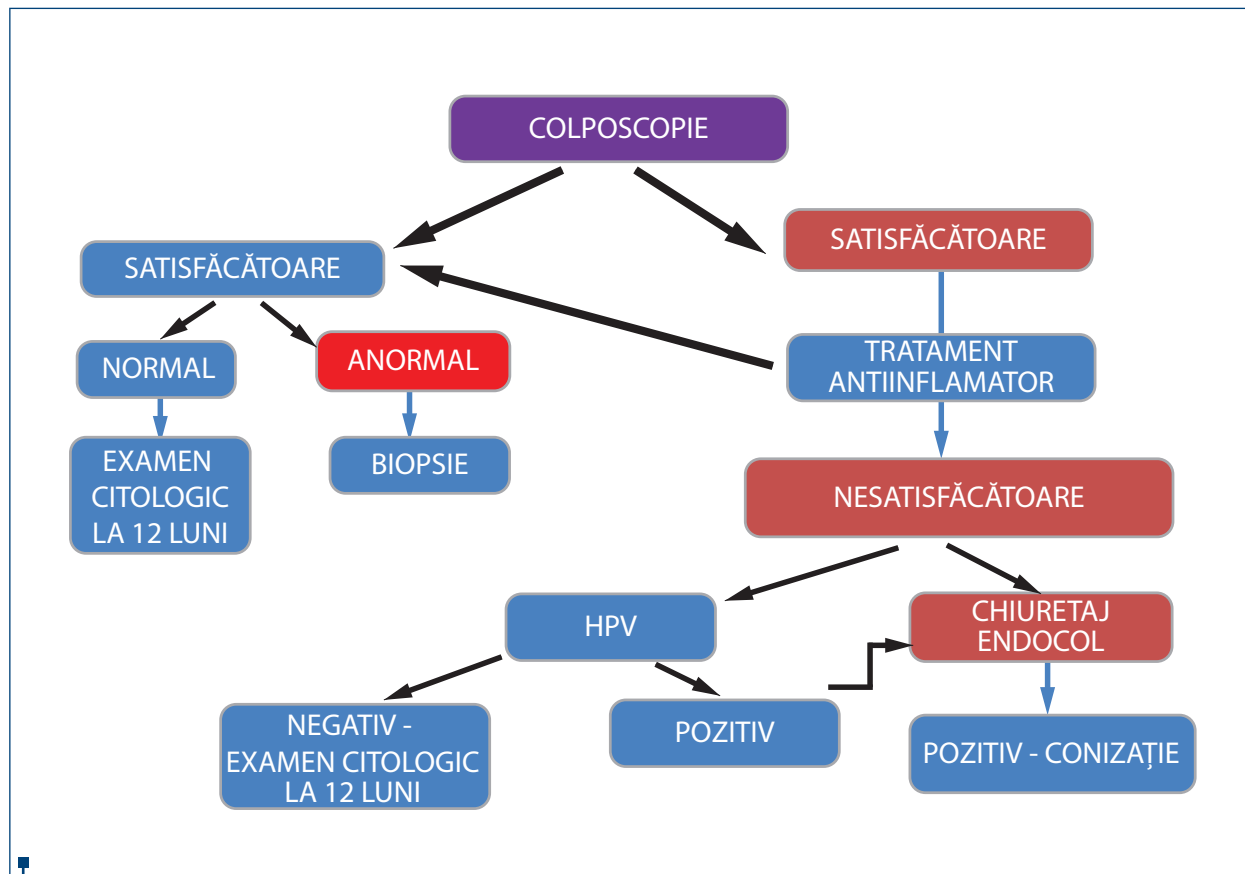 COLPOSCOPIE
SATISFĂCĂTOARE
SATISFĂCĂTOARE
NORMAL
ANORMAL
TRATAMENT
ANTIINFLAMATOR
EXAMEN
CITOLOGIC
LA 12 LUNI
BIOPSIE
NESATISFĂCĂTOARE
HPV
CHIURETAJ
ENDOCOL
NEGATIV -
EXAMEN CITOLOGIC
LA 12 LUNI
POZITIV
POZITIV - CONIZAȚIE